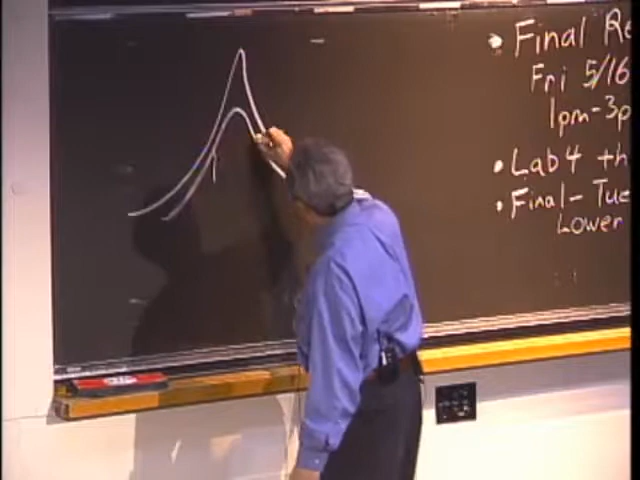 • Final Re
Fri 5/16
1pm-3p
• Lab 4 th
• Final - Tue
Lower